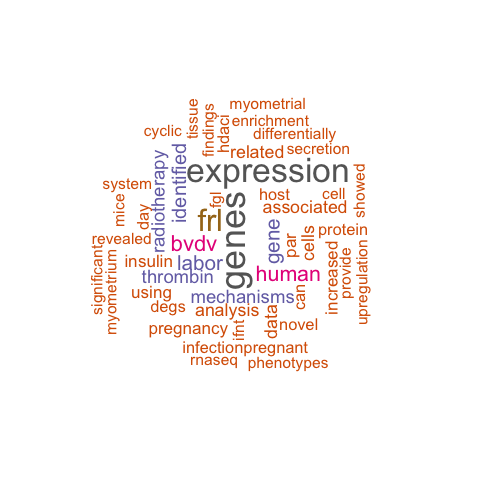 myometrial
tissue
findings
hdaci
enrichment
cyclic
differentially
radiotherapy
identified
related
secretion
expression
system
mice
day
fgl
host
cell
showed
associated
genes
frl
gene
par
cells
protein
revealed
bvdv
significant
myometrium
insulin
labor
human
increased
provide
upregulation
thrombin
can
using
mechanisms
degs
analysis
data
novel
pregnancy
ifnt
infection
pregnant
rnaseq
phenotypes